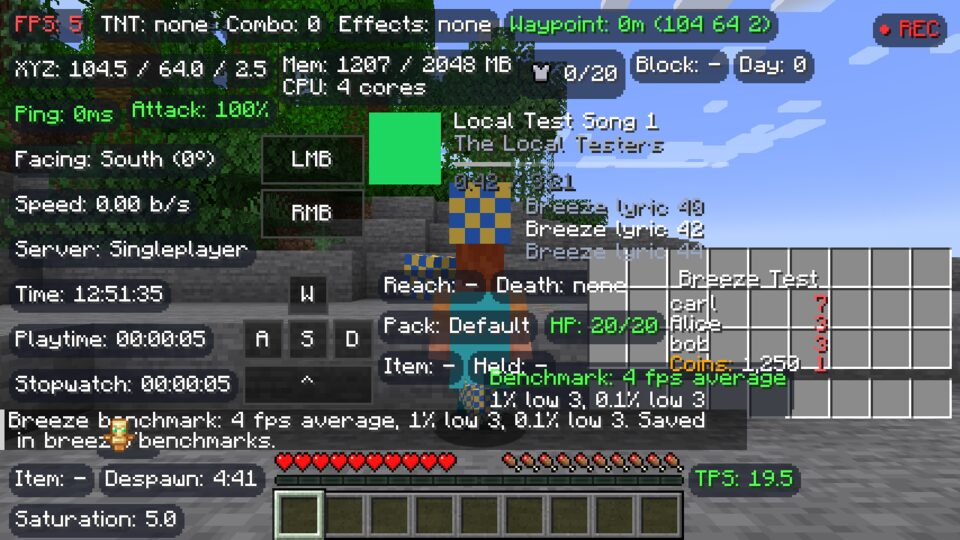 FPS: 5 TNT: none Combo: 0 Effects: none Waypoint: 0m (104 64 2) REC
XYZ: 104.5 / 64.0 / 2.5 Mem: 1207 / 2048 MB 0/20 Block: - Day: 0
CPU: 4 cores
Ping: 0ms Attack: 100%
Local Test Song 1
The Local Testers
Facing: South (0°) LMB
0:42 / 3:21
Speed: 0.00 b/s RMB
Breeze lyric 40
Breeze lyric 42
Server: Singleplayer
Breeze lyric 44
Breeze Test
Time: 12:51:35 W Reach: - Death: none
carl 7
Playtime: 00:00:05 A S D Pack: Default HP: 20/20 Alice 3
bob 3
Item: - Held: - Coins: 1,250 1
Stopwatch: 00:00:05 ^ Benchmark: 4 fps average
1% low 3, 0.1% low 3
Breeze benchmark: 4 fps average, 1% low 3, 0.1% low 3. Saved
in breeze benchmarks.
Item: - Despawn: 4:41 TPS: 19.5
Saturation: 5.0